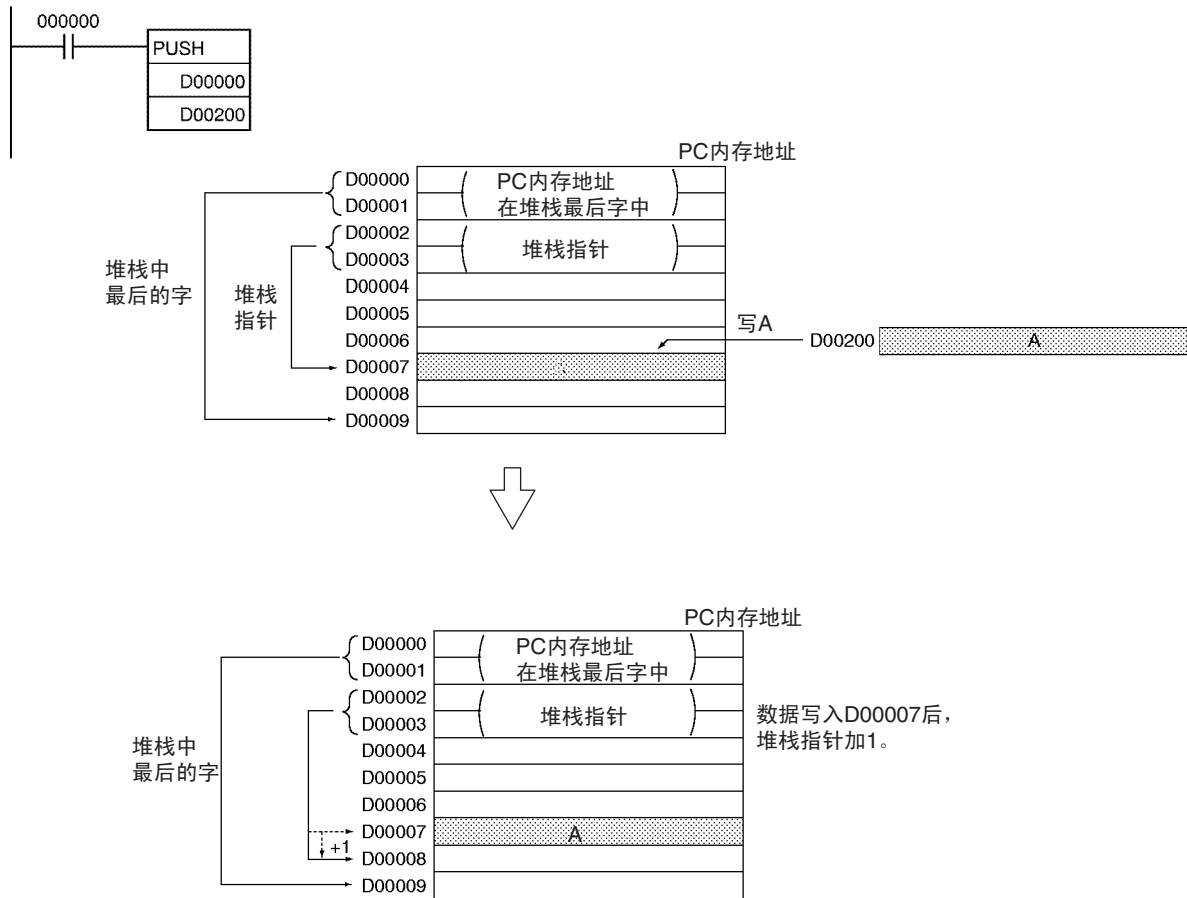 000000
PUSH
D00000
D00200
PC内存地址
D00000
D00001
PC内存地址
在堆栈最后字中
D00002
D00003
堆栈指针
堆栈中
最后的字
堆栈
指针
D00004
D00005
D00006
写A
D00200
A
D00007
D00008
D00009
PC内存地址
D00000
D00001
PC内存地址
在堆栈最后字中
D00002
D00003
堆栈指针
数据写入D00007后，
堆栈指针加1。
堆栈中
最后的字
D00004
D00005
D00006
D00007
A
+1
D00008
D00009